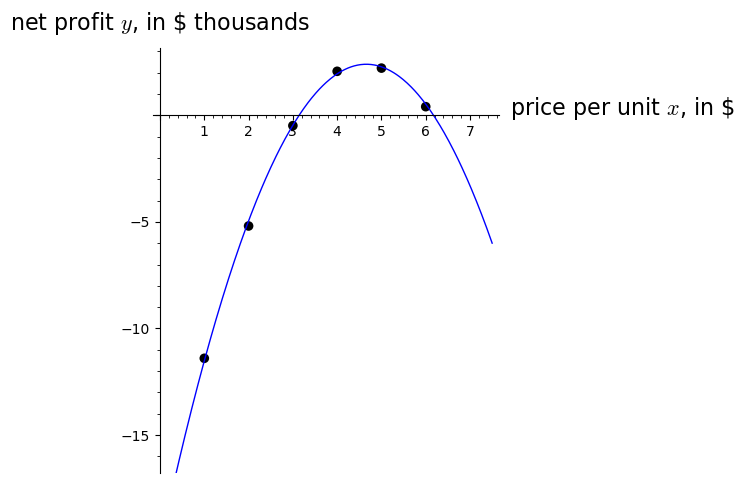 net profit y, in $ thousands
price per unit x, in $
1 2 3 4 5 6 7
−5
−10
−15